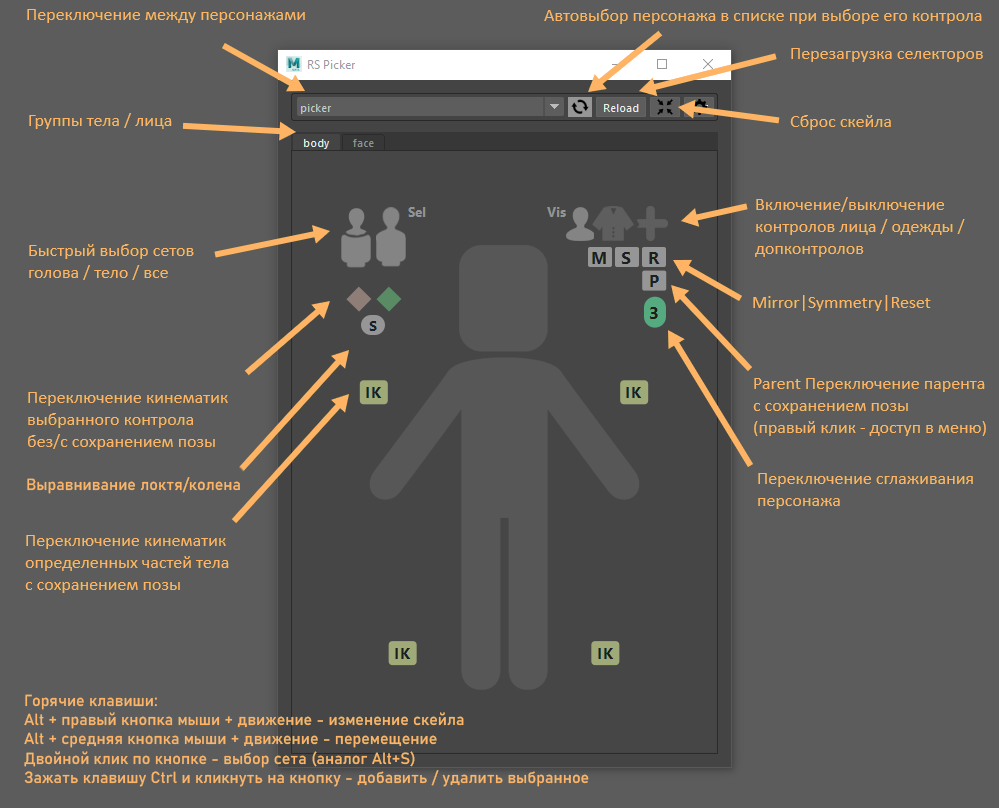 Переключение между персонажами
Автовыбор персонажа в списке при выборе его контрола
RS Picker
Перезагрузка селекторов
picker
Reload
Группы тела / лица
Сброс скейла
body
face
Sel
Vis
Включение/выключение
контролов лица / одежды /
допконтролов
Быстрый выбор сетов
голова / тело / все
M
S
R
P
Mirror|Symmetry|Reset
3
S
Переключение кинематик
выбранного контрола
без/с сохранением позы
IK
IK
Parent Переключение парента
с сохранением позы
(правый клик - доступ в меню)
Выравнивание локтя/колена
Переключение сглаживания
персонажа
Переключение кинематик
определенных частей тела
с сохранением позы
IK
IK
Горячие клавиши:
Alt + правый кнопка мыши + движение - изменение скейла
Alt + средняя кнопка мыши + движение - перемещение
Двойной клик по кнопке - выбор сета (аналог Alt+S)
Зажать клавишу Ctrl и кликнуть на кнопку - добавить / удалить выбранное